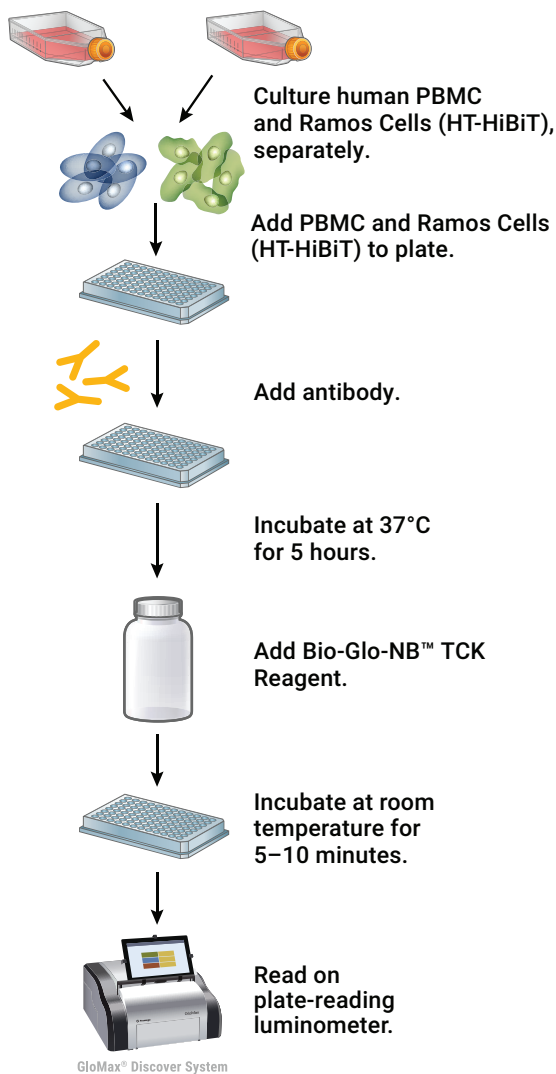 Culture human PBMC
and Ramos Cells (HT-HiBiT),
separately.
Add PBMC and Ramos Cells
(HT-HiBiT) to plate.
Add antibody.
Incubate at 37°C
for 5 hours.
Add Bio-Glo-NB™ TCK
Reagent.
Incubate at room
temperature for
5–10 minutes.
Read on
plate-reading
luminometer.
GloMax® Discover System